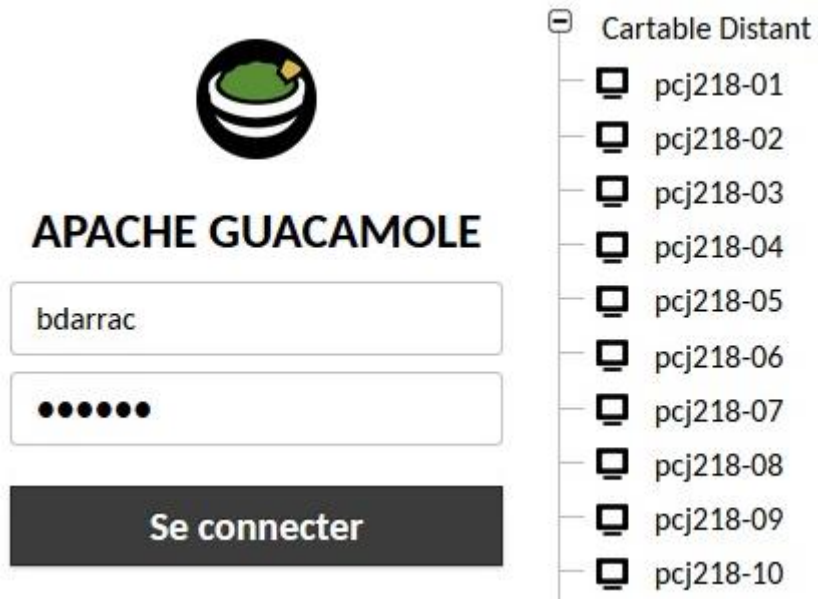 APACHE GUACAMOLE
bdarrac
••••••
Se connecter
Cartable Distant
pcj218-01
pcj218-02
pcj218-03
pcj218-04
pcj218-05
pcj218-06
pcj218-07
pcj218-08
pcj218-09
pcj218-10